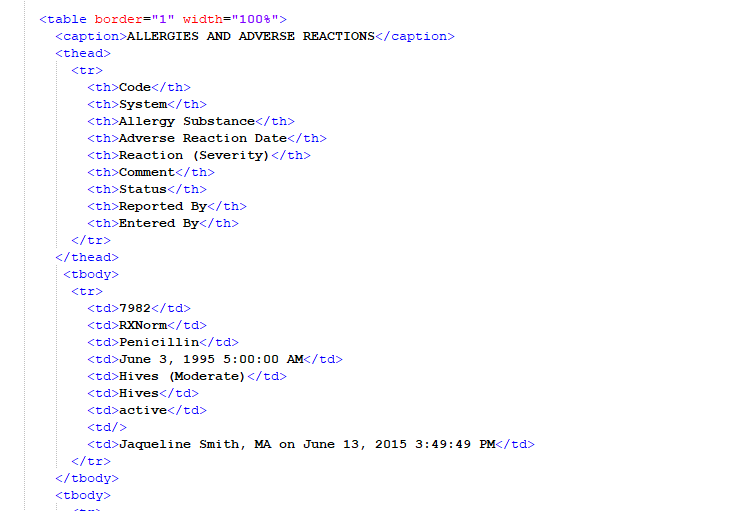 <table border="1" width="100%">
<caption>ALLERGIES AND ADVERSE REACTIONS</caption>
<thead>
<tr>
<th>Code</th>
<th>System</th>
<th>Allergy Substance</th>
<th>Adverse Reaction Date</th>
<th>Reaction (Severity)</th>
<th>Comment</th>
<th>Status</th>
<th>Reported By</th>
<th>Entered By</th>
</tr>
</thead>
<tbody>
<tr>
<td>7982</td>
<td>RXNorm</td>
<td>Penicillin</td>
<td>June 3, 1995 5:00:00 AM</td>
<td>Hives (Moderate)</td>
<td>Hives</td>
<td>active</td>
<td/>
<td>Jaqueline Smith, MA on June 13, 2015 3:49:49 PM</td>
</tr>
</tbody>
<tbody>
<tr>